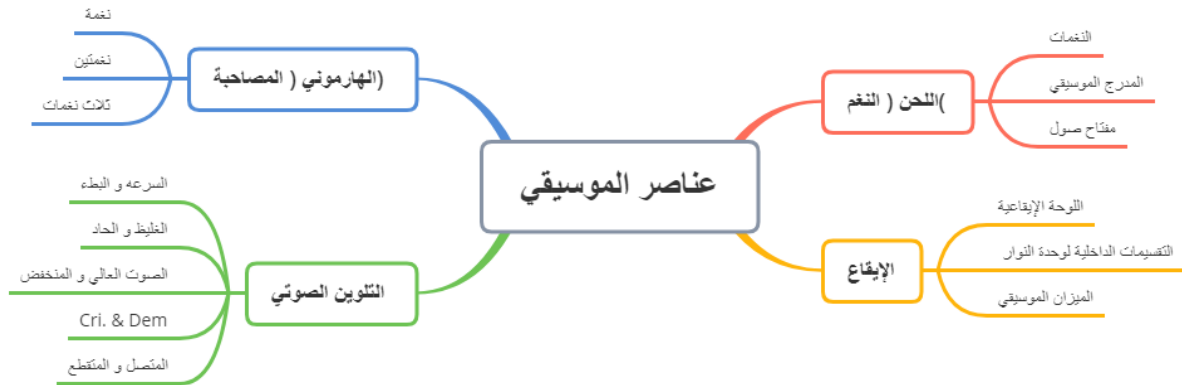 عناصر الموسيقي
)اللحن ( النغم
النغمات
المدرج الموسيقي
مفتاح صول
الإيقاع
اللوحة الإيقاعية
التقسيمات الداخلية لوحدة النوار
الميزان الموسيقي
(الهارموني ( المصاحبة
نغمة
نغمتين
ثلاث نغمات
التلوين الصوتي
السرعه و البطء
الغليظ و الحاد
الصوت العالي و المنخفض
Cri. & Dem
المتصل و المتقطع